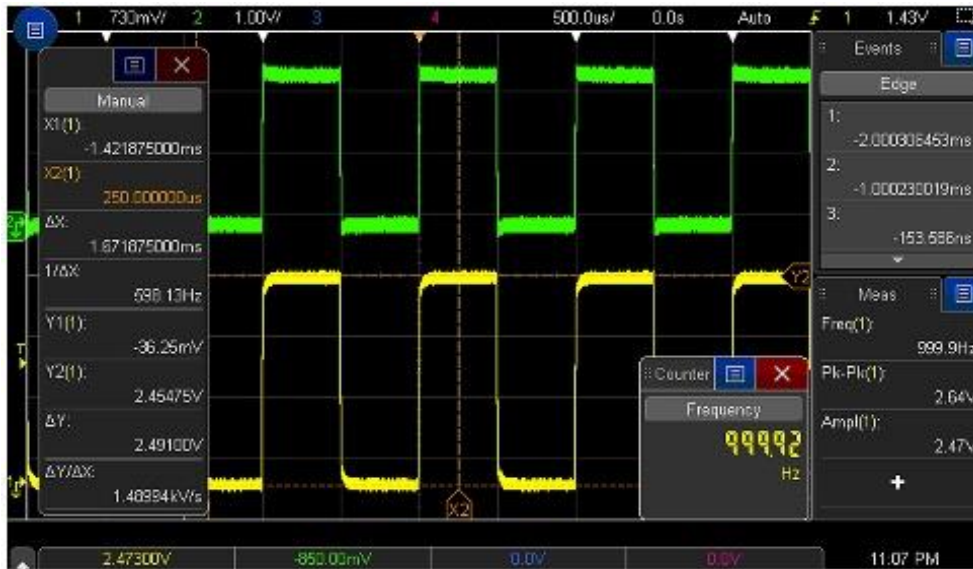 1 730mV/ 2 1.00V/ 3 4 500.0us/ 0.0s Auto 1 1.43V
Manual
X1(1):
-1.421875000ms
X2(1):
250.000000us
ΔX:
1.671875000ms
1/ΔX:
598.13Hz
Y1(1):
-36.25mV
Y2(1):
2.45475V
ΔY:
2.49100V
ΔY/ΔX:
1.48994kV/s
2
T
1
Y2
X2
Counter
Frequency
999.92
Hz
Events
Edge
1:
-2.000306453ms
2:
-1.000230019ms
3:
-153.586ns
Meas
Freq(1):
999.9Hz
Pk-Pk(1):
2.64V
Ampl(1):
2.47V
+
2.47300V -850.00mV 0.0V 0.0V 11:07 PM